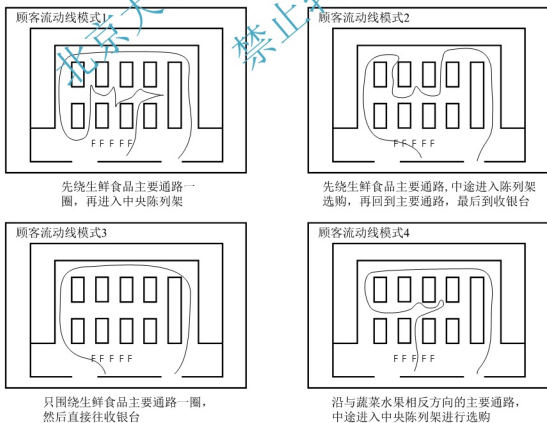 顾客流动线模式1
FFFFF
先绕生鲜食品主要通路一
圈，再进入中央陈列架
顾客流动线模式2
FFFFF
先绕生鲜食品主要通路,中途进入陈列架
选购，再回到主要通路，最后到收银台
顾客流动线模式3
FFFFF
只围绕生鲜食品主要通路一圈，
然后直接往收银台
顾客流动线模式4
FFFFF
沿与蔬菜水果相反方向的主要通路，
中途进入中央陈列架进行选购
北京大
禁止